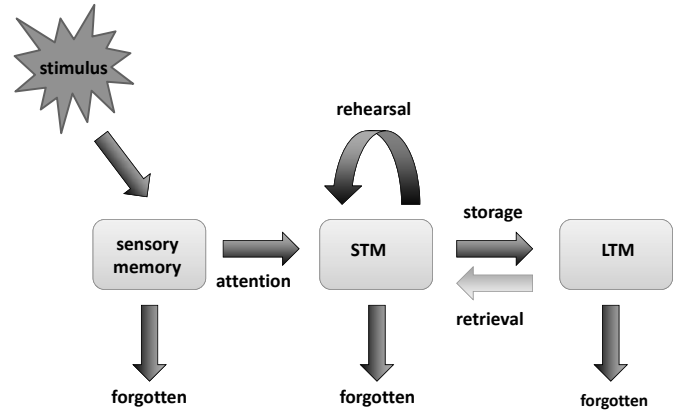 stimulus
rehearsal
sensory
memory
attention
STM
storage
retrieval
LTM
forgotten
forgotten
forgotten